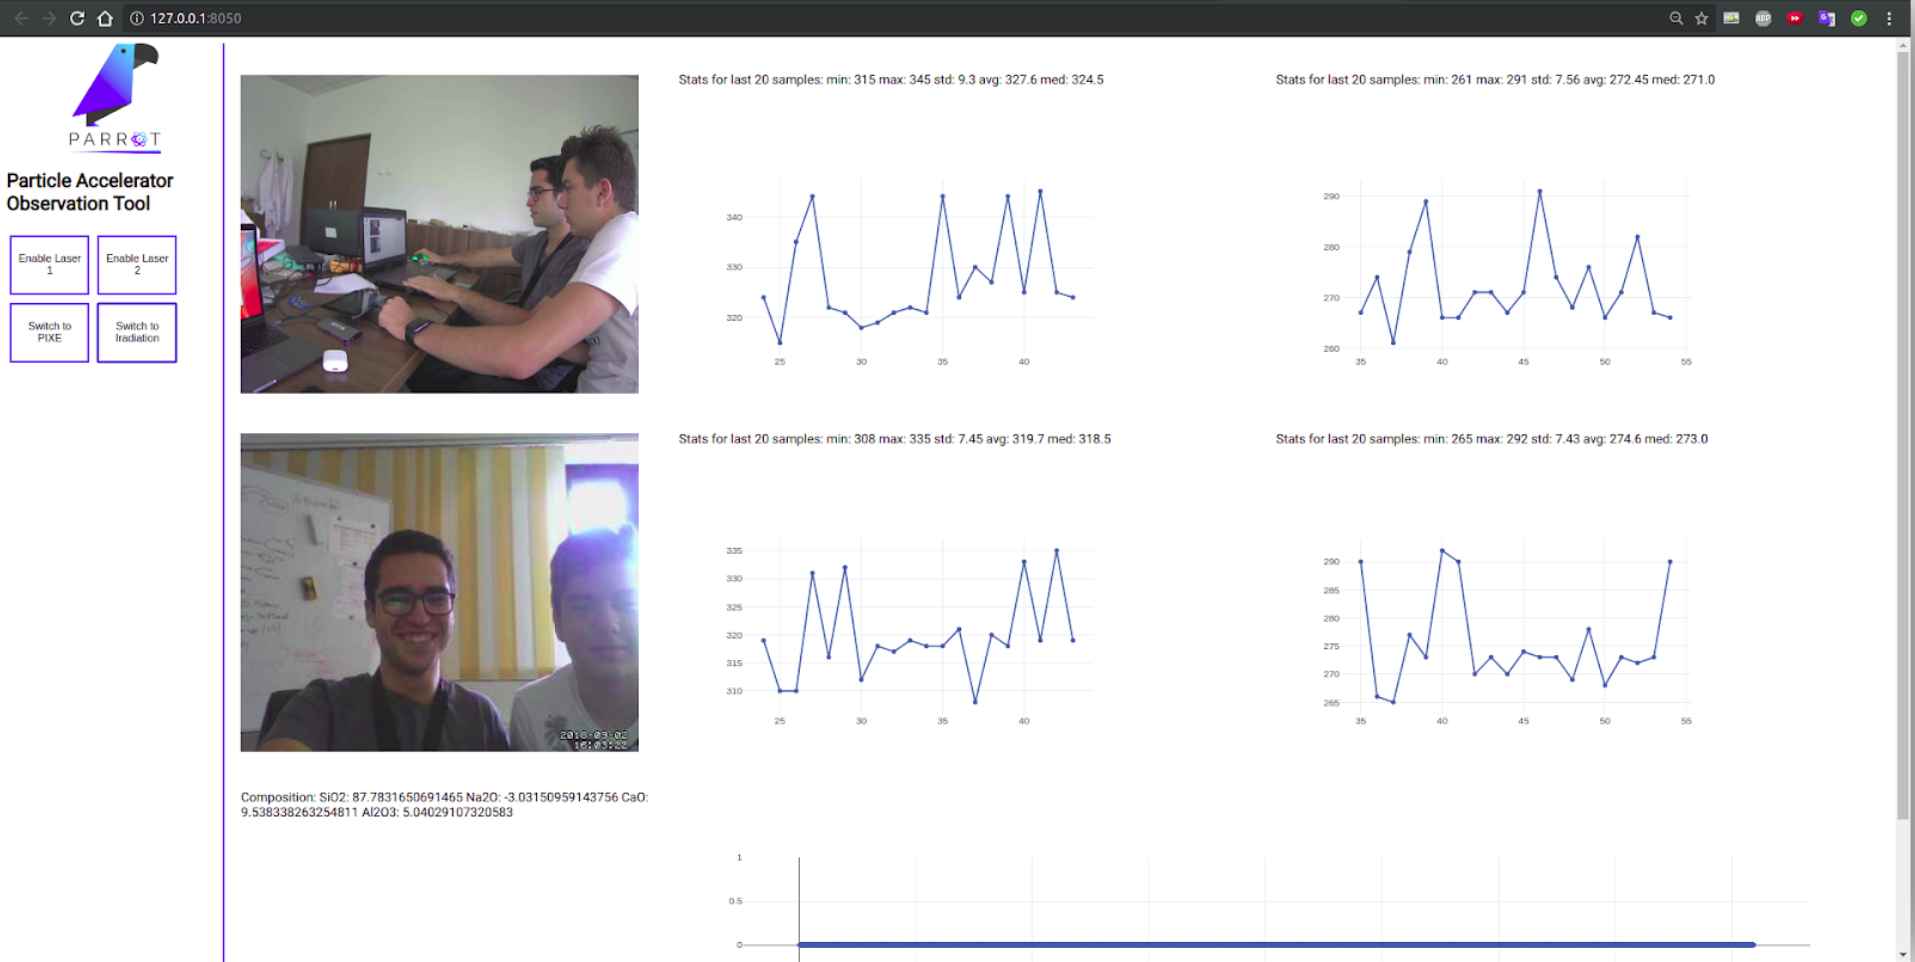 127.0.0.1:8050
PARROT
Particle Accelerator
Observation Tool
Enable Laser
1
Enable Laser
2
Switch to
PIXE
Switch to
Iradiation
Stats for last 20 samples: min: 315 max: 345 std: 9.3 avg: 327.6 med: 324.5
340
330
320
25 30 35 40
Stats for last 20 samples: min: 261 max: 291 std: 7.56 avg: 272.45 med: 271.0
290
280
270
260
35 40 45 50 55
2018-09-02
16:03:22
Stats for last 20 samples: min: 308 max: 335 std: 7.45 avg: 319.7 med: 318.5
335
330
325
320
315
310
25 30 35 40
Stats for last 20 samples: min: 265 max: 292 std: 7.43 avg: 274.6 med: 273.0
290
285
280
275
270
265
35 40 45 50 55
Composition: SiO2: 87.7831650691465 Na2O: -3.03150959143756 CaO:
9.538338263254811 Al2O3: 5.04029107320583
1
0.5
0